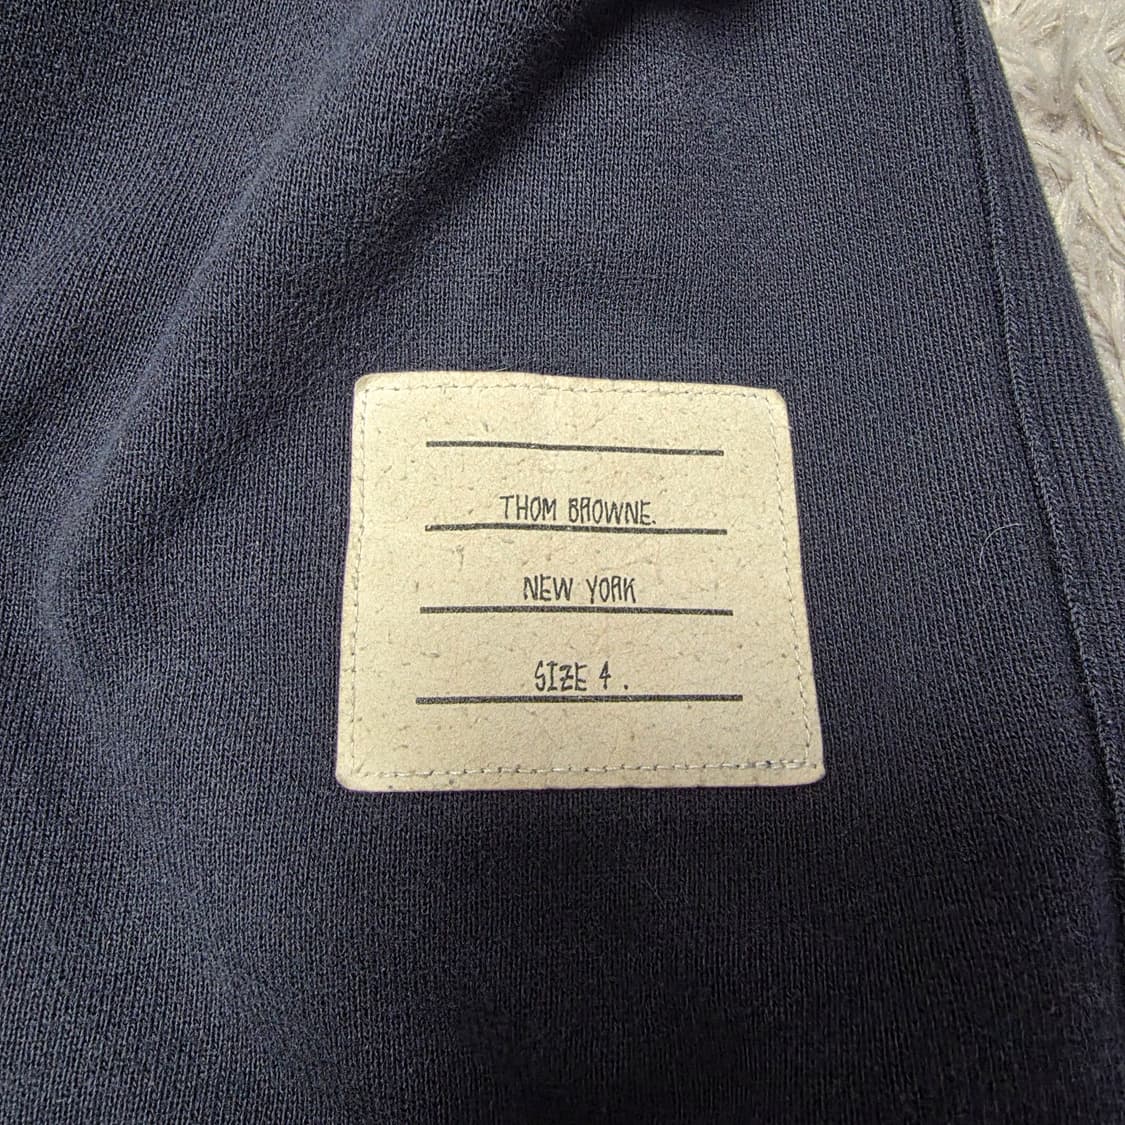 THOM BROWNE.
NEW YORK
SIZE 4 .